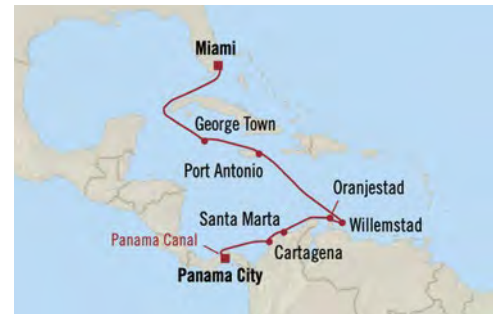 Miami
George Town
Port Antonio
Oranjestad
Santa Marta
Willemstad
Panama Canal
Cartagena
Panama City